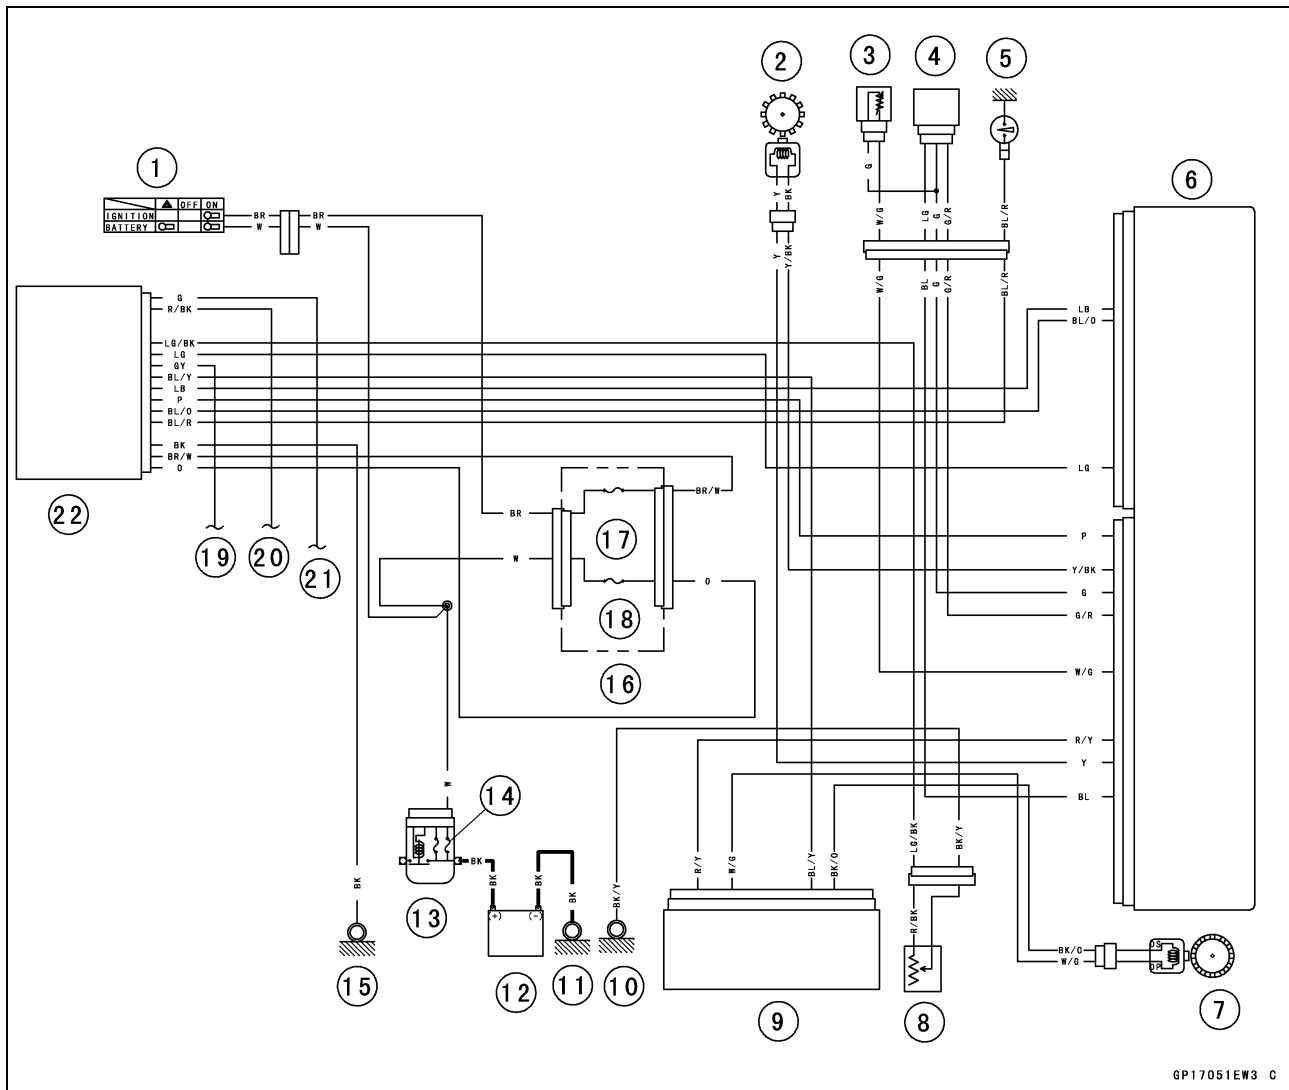 2
3
4
5
1
6
OFF ON
IGNITION
BATTERY
BR
W
BR
W
G
Y
BK
W/G
LG
G
G/R
BL/R
Y
Y/BK
W/G
BL
G
G/R
BL/R
G
R/BK
LG/BK
LG
GY
BL/Y
LB
P
BL/O
BL/R
BK
BR/W
O
LB
BL/O
LG
P
Y/BK
G
G/R
W/G
R/Y
Y
BL
22
19
20
21
BR
W
BR/W
O
17
18
16
W
14
BK
BK
BK
BK
(+)
(-)
BK
BK/Y
R/Y
W/G
BL/Y
BK/O
LG/BK
BK/Y
R/BK
BK/O
W/G
OS
OP
13
15
12
11
10
9
8
7
GP17051EW3 C